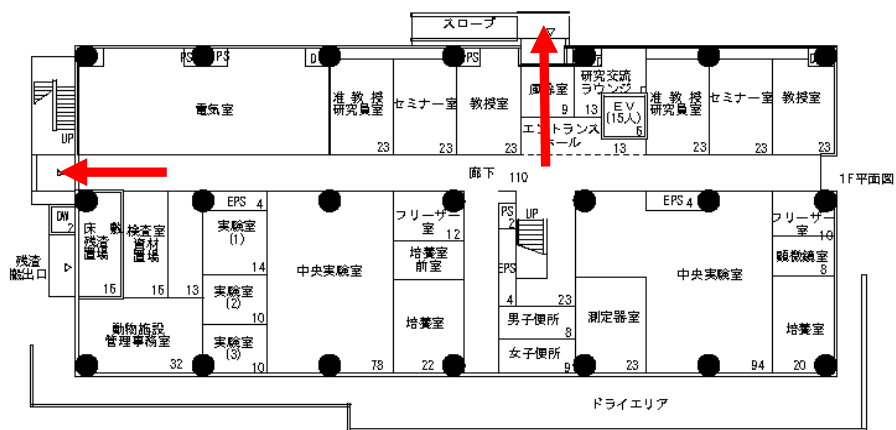 スロープ
PS
PS
D
PS
電気室
准 教 授
研究員室
23
セミナー室
23
教授室
23
風除室
9
研究交流
ラウンジ
13
EV
(15人)
6
准 教 授
研究員室
23
セミナー室
23
教授室
23
D
UP
エントランス
ホール
13
廊下
110
1F平面図
DW
2
床 敷
残渣
置場
16
検査室
資材
置場
16
13
EPS 4
実験室
(1)
14
実験室
(2)
10
実験室
(3)
10
中央実験室
78
フリーザー
室
12
培養室
前室
培養室
22
PS
2
UP
EPS
4
23
男子便所
8
女子便所
9
測定器室
23
EPS 4
中央実験室
94
フリーザー
室
10
顕微鏡室
8
培養室
20
残渣
搬出口
動物施設
管理事務室
32
ドライエリア